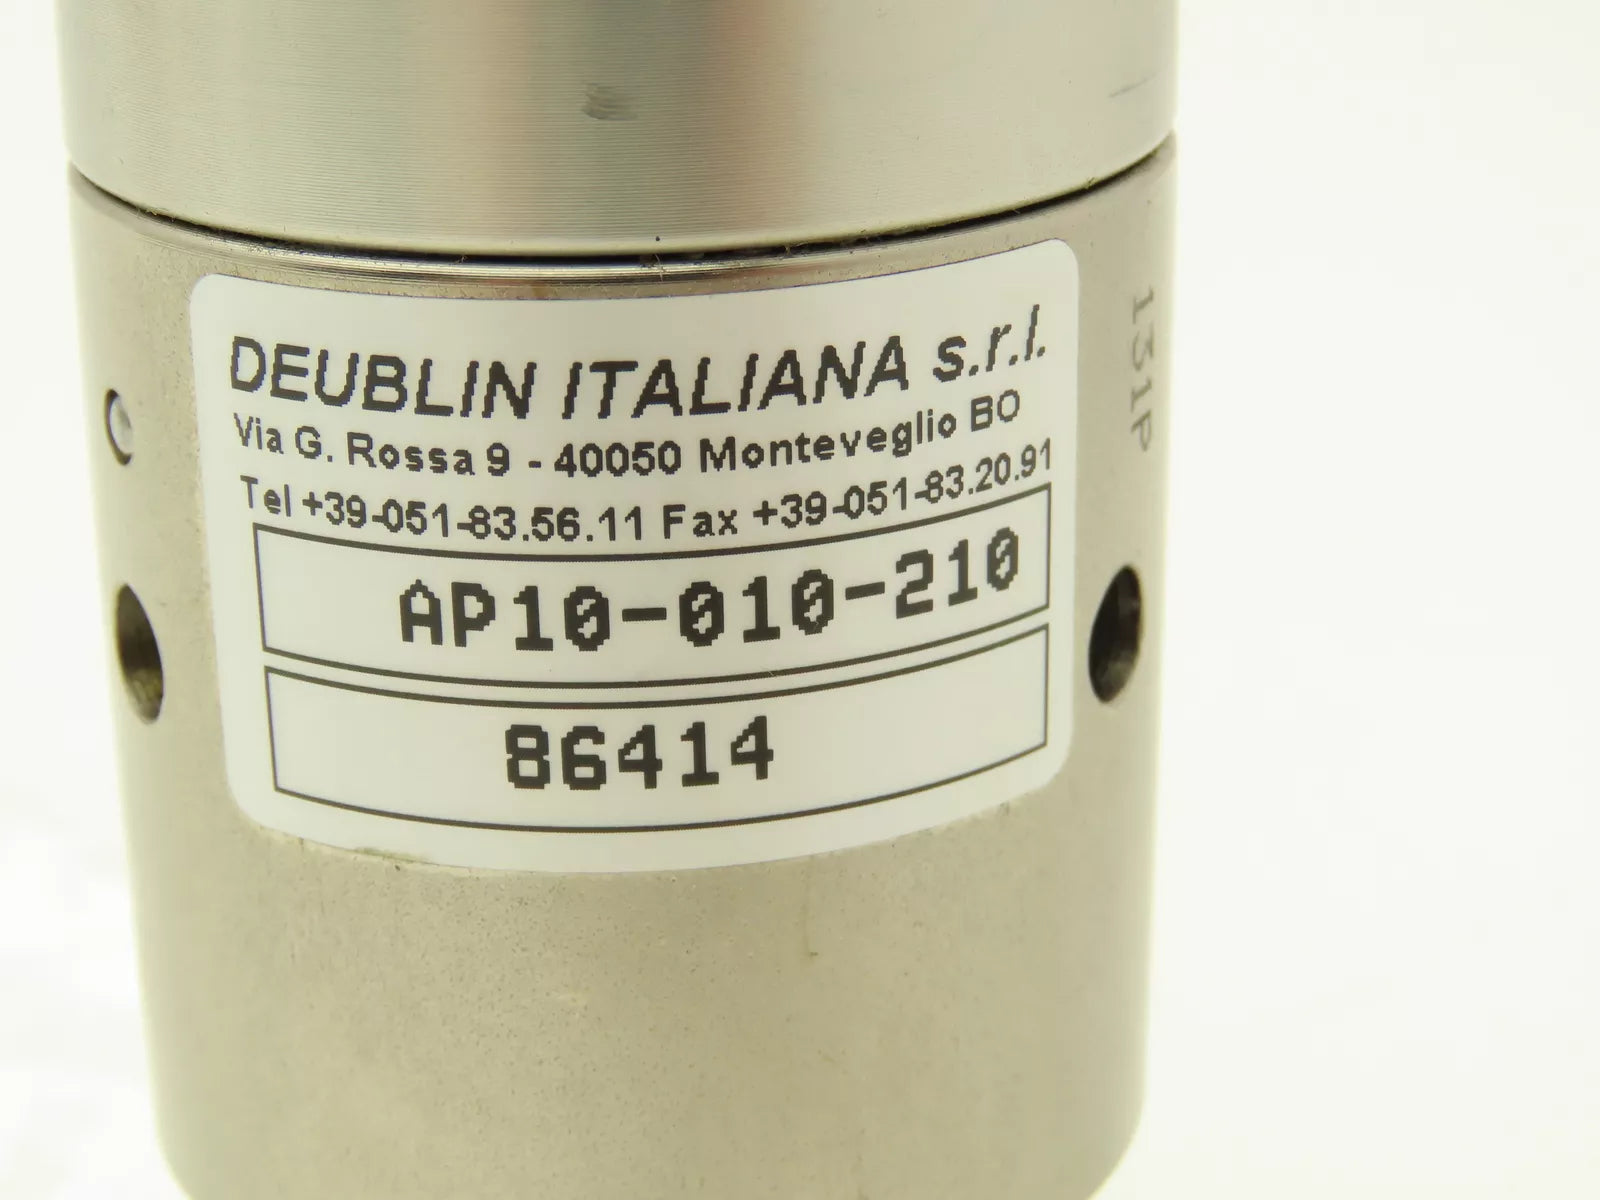 DEUBLIN ITALIANA s.r.l.
Via G. Rossa 9 - 40050 Monteveglio BO
Tel +39-051-83.56.11 Fax +39-051-83.20.91
AP10-010-210
86414
131P